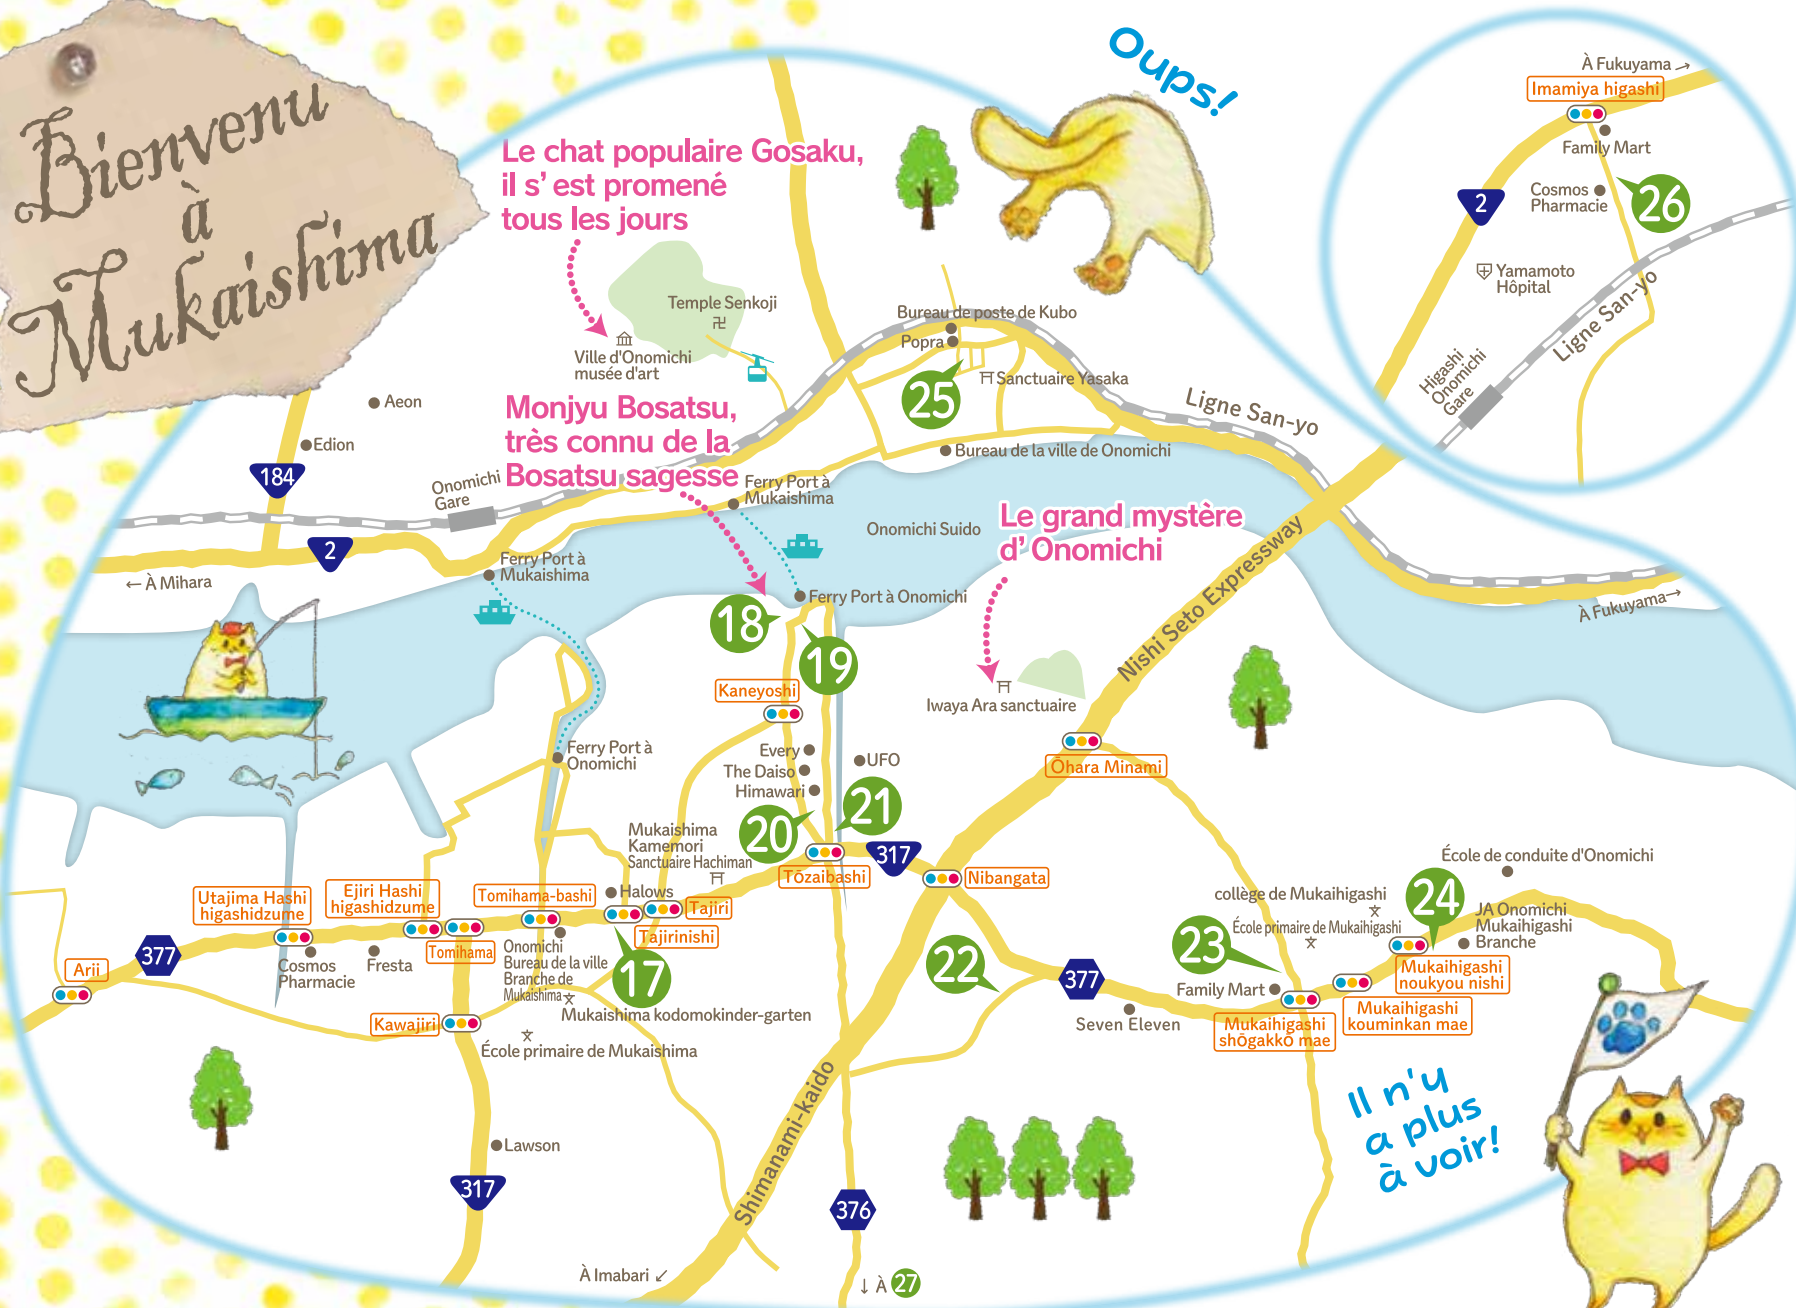 Bienvenu
à
Mukaishima
Oups!
Le chat populaire Gosaku,
il s' est promené
tous les jours
Temple Senkoji
Ville d'Onomichi
musée d'art
Monjyu Bosatsu,
très connu de la
Bosatsu sagesse
Le grand mystère
d' Onomichi
À Fukuyama →
Imamiya higashi
Family Mart
Cosmos
Pharmacie
26
2
Yamamoto
Hôpital
Ligne San-yo
Higashi
Onomichi
Gare
Bureau de poste de Kubo
Popra
25
Sanctuaire Yasaka
Ligne San-yo
Bureau de la ville de Onomichi
Aeon
Edion
184
Onomichi
Gare
2
← À Mihara
Ferry Port à
Mukaishima
Ferry Port à
Mukaishima
Onomichi Suido
Ferry Port à Onomichi
Nishi Seto Expressway
À Fukuyama→
18
19
Kaneyoshi
Iwaya Ara sanctuaire
Ōhara Minami
Ferry Port à
Onomichi
Every
The Daiso
Himawari
UFO
20
21
Mukaishima
Kamemori
Sanctuaire Hachiman
Tōzaibashi
317
Nibangata
Utajima Hashi
higashidzume
Ejiri Hashi
higashidzume
Tomihama-bashi
Halows
Tajiri
Tajirinishi
Tomihama
377
Arii
Cosmos
Pharmacie
Fresta
Onomichi
Bureau de la ville
Branche de
Mukaishima
17
Mukaishima kodomokinder-garten
Kawajiri
École primaire de Mukaishima
22
377
Seven Eleven
École de conduite d'Onomichi
collège de Mukaihigashi
École primaire de Mukaihigashi
24
JA Onomichi
Mukaihigashi
Branche
23
Family Mart
Mukaihigashi
noukyou nishi
Mukaihigashi
kouminkan mae
Mukaihigashi
shōgakkō mae
Lawson
317
Shimanami-kaido
376
À Imabari ↙
↓ À 27
Il n'y
a plus
à voir!